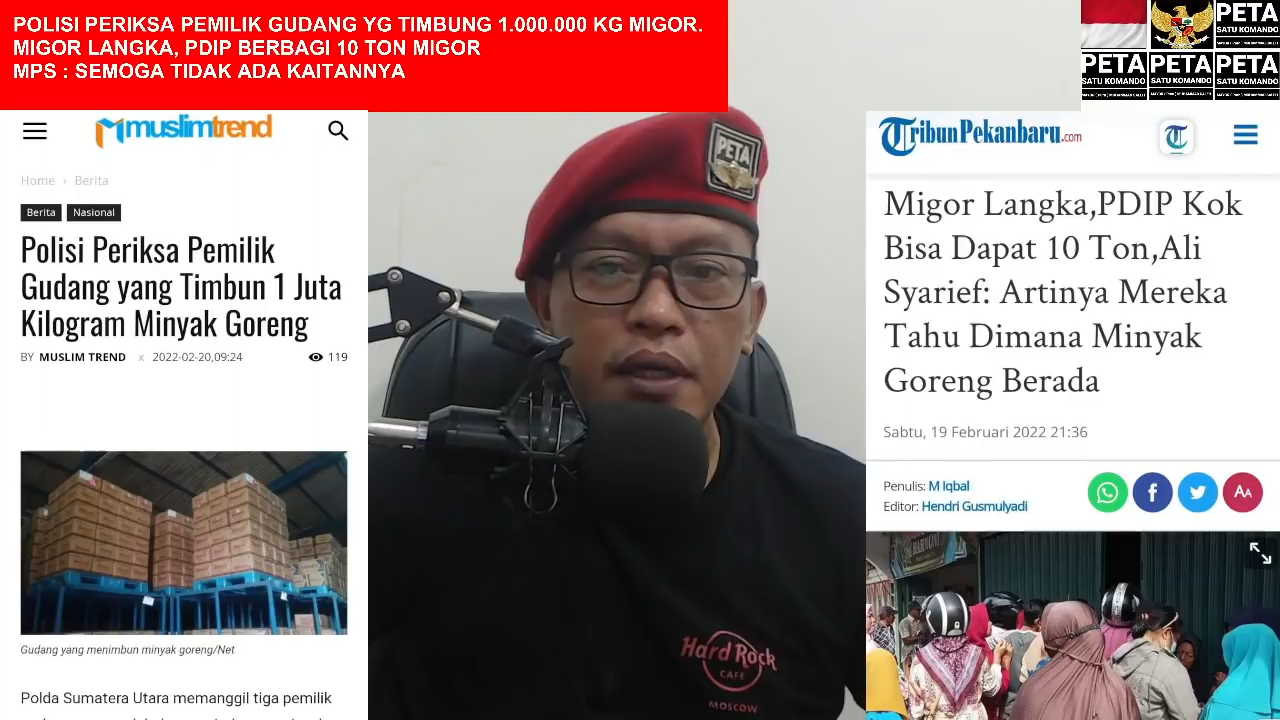 POLISI PERIKSA PEMILIK GUDANG YG TIMBUNG 1.000.000 KG MIGOR.
MIGOR LANGKA, PDIP BERBAGI 10 TON MIGOR
MPS : SEMOGA TIDAK ADA KAITANNYA
PETA
SATU KOMANDO
PETA
SATU KOMANDO
PETA
SATU KOMANDO
PETA
SATU KOMANDO
muslimtrend
Home › Berita
Berita Nasional
Polisi Periksa Pemilik
Gudang yang Timbun 1 Juta
Kilogram Minyak Goreng
BY MUSLIM TREND x 2022-02-20,09:24 119
Gudang yang menimbun minyak goreng/Net
Polda Sumatera Utara memanggil tiga pemilik
PETA
Hard Rock
CAFE
MOSCOW
TribunPekanbaru.com
Migor Langka,PDIP Kok
Bisa Dapat 10 Ton,Ali
Syarief: Artinya Mereka
Tahu Dimana Minyak
Goreng Berada
Sabtu, 19 Februari 2022 21:36
Penulis: M Iqbal
Editor: Hendri Gusmulyadi
AA